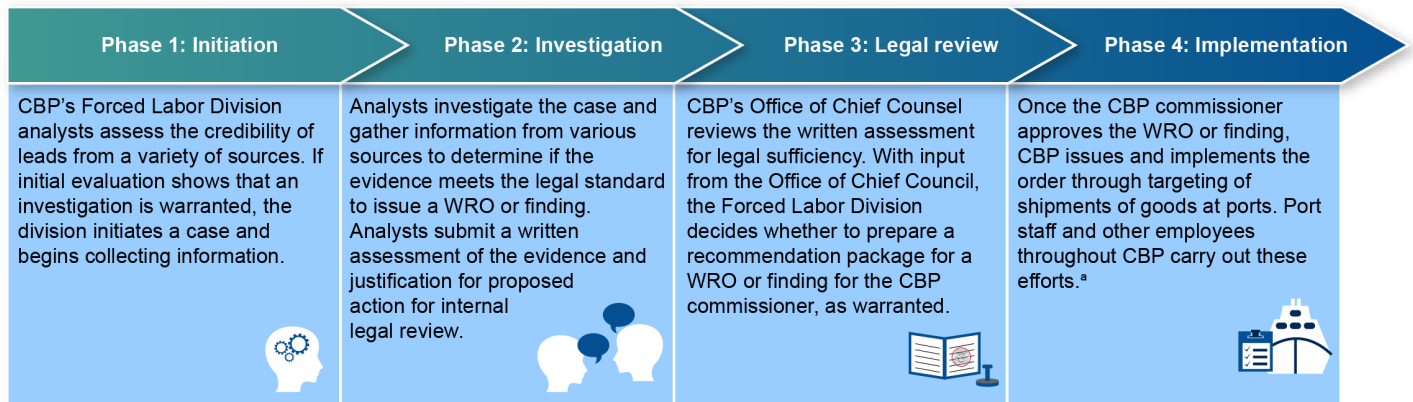 Phase 1: Initiation
CBP's Forced Labor Division
analysts assess the credibility of
leads from a variety of sources. If
initial evaluation shows that an
investigation is warranted, the
division initiates a case and
begins collecting information.
Phase 2: Investigation
Analysts investigate the case and
gather information from various
sources to determine if the
evidence meets the legal standard
to issue a WRO or finding.
Analysts submit a written
assessment of the evidence and
justification for proposed
action for internal
legal review.
Phase 3: Legal review
CBP's Office of Chief Counsel
reviews the written assessment
for legal sufficiency. With input
from the Office of Chief Council,
the Forced Labor Division
decides whether to prepare a
recommendation package for a
WRO or finding for the CBP
commissioner, as warranted.
Phase 4: Implementation
Once the CBP commissioner
approves the WRO or finding,
CBP issues and implements the
order through targeting of
shipments of goods at ports. Port
staff and other employees
throughout CBP carry out these
efforts.ᵃ